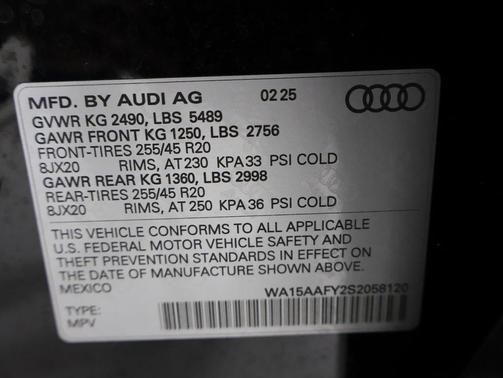 MFD. BY AUDI AG 02 25
GVWR KG 2490, LBS 5489
GAWR FRONT KG 1250, LBS 2756
FRONT-TIRES 255/45 R20
8JX20 RIMS, AT 230 KPA 33 PSI COLD
GAWR REAR KG 1360, LBS 2998
REAR-TIRES 255/45 R20
8JX20 RIMS, AT 250 KPA 36 PSI COLD
THIS VEHICLE CONFORMS TO ALL APPLICABLE
U.S. FEDERAL MOTOR VEHICLE SAFETY AND
THEFT PREVENTION STANDARDS IN EFFECT ON
THE DATE OF MANUFACTURE SHOWN ABOVE.
MEXICO
WA15AAFY2S2058120
TYPE:
MPV